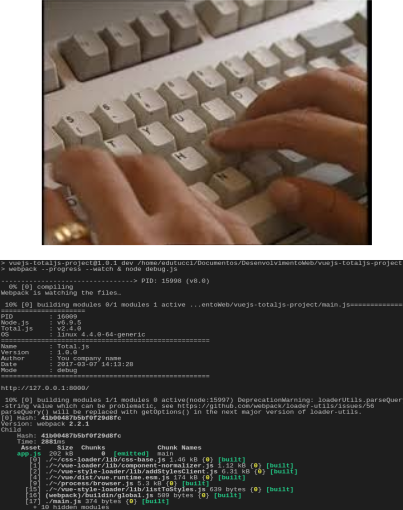 > vuejs-totaljs-project@1.0.1 dev /home/edutucci/Documentos/DesenvolvimentoWeb/vuejs-totaljs-project
> webpack --progress --watch & node debug.js
--------------------------------> PID: 15998 (v8.0)
0% [0] compiling
Webpack is watching the files…
10% [0] building modules 0/1 modules 1 active ...entoWeb/vuejs-totaljs-project/main.js=============
=====================
PID : 16009
Node.js : v6.9.5
Total.js : v2.4.0
OS : linux 4.4.0-64-generic
====================================================
Name : Total.js
Version : 1.0.0
Author : You company name
Date : 2017-03-07 14:13:28
Mode : debug
====================================================
http://127.0.0.1:8009/
10% [0] building modules 0/1 modules 1 active(node:15997) DeprecationWarning: loaderUtils.parseQuer
-string value which can be problematic, see https://github.com/webpack/loader-utils/issues/56
parseQuery() will be replaced with getOptions() in the next major version of loader-utils.
[0] Hash: 41b00487b5bf0f29d8fc
Version: webpack 2.2.1
Child
Hash: 41b00487b5bf0f29d8fc
Time: 2881ms
Asset Size Chunks Chunk Names
app.js 202 kB 0 [emitted] main
[0] ./~/css-loader/lib/css-base.js 1.46 kB {0} [built]
[1] ./~/vue-loader/lib/component-normalizer.js 1.12 kB {0} [built]
[2] ./~/vue-style-loader/lib/addStylesClient.js 6.31 kB {0} [built]
[4] ./~/vue/dist/vue.runtime.esm.js 174 kB {0} [built]
[9] ./~/process/browser.js 5.3 kB {0} [built]
[15] ./~/vue-style-loader/lib/listToStyles.js 639 bytes {0} [built]
[16] (webpack)/buildin/global.js 509 bytes {0} [built]
[17] ./main.js 374 bytes {0} [built]
+ 10 hidden modules